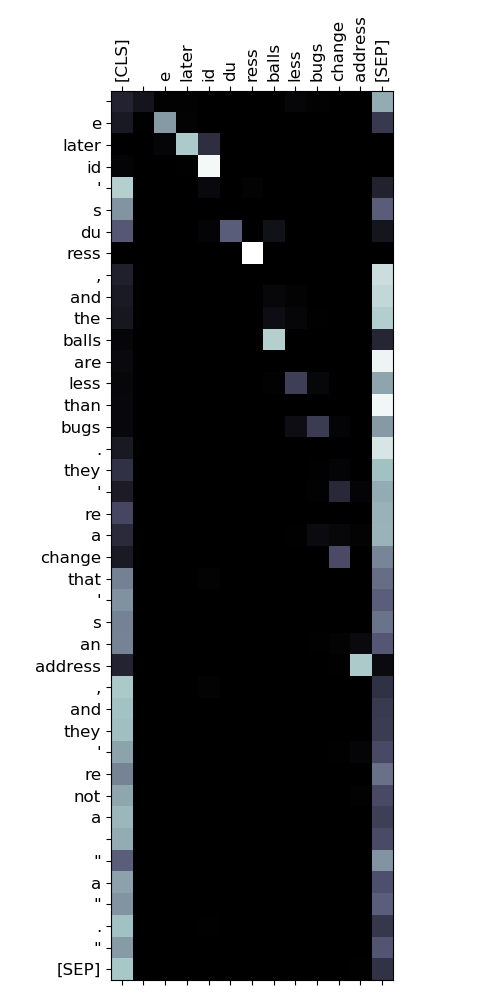 [CLS]
e
later
id
du
ress
balls
less
bugs
change
address
[SEP]
e
later
id
'
s
du
ress
,
and
the
balls
are
less
than
bugs
.
they
'
re
a
change
that
'
s
an
address
,
and
they
'
re
not
a
"
a
"
.
"
[SEP]